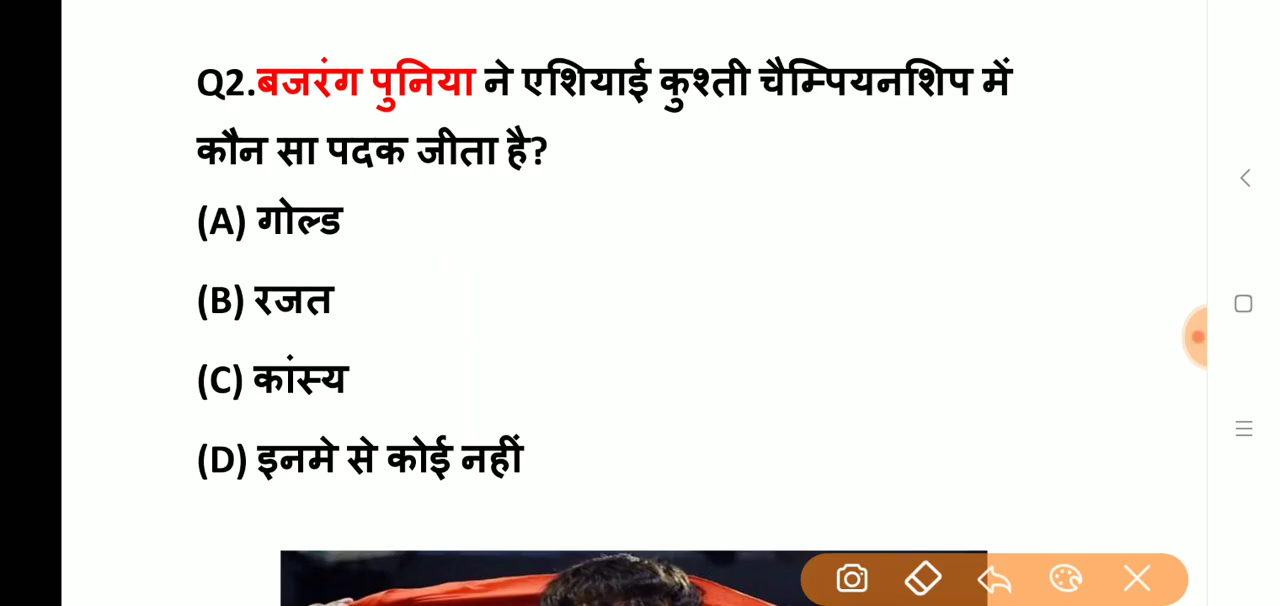 Q2.बजरंग पुनिया ने एशियाई कुश्ती चैम्पियनशिप में
कौन सा पदक जीता है?
(A) गोल्ड
(B) रजत
(C) कांस्य
(D) इनमे से कोई नहीं